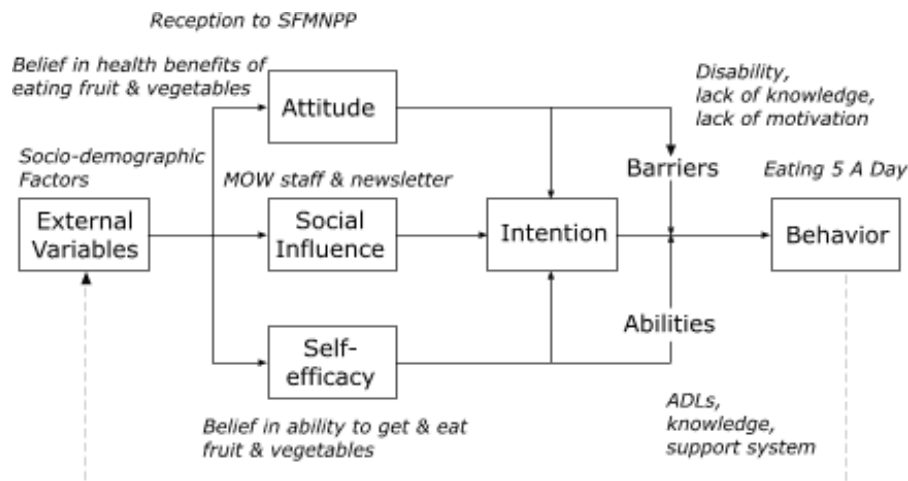 Reception to SFMNPP
Belief in health benefits of
eating fruit & vegetables
Attitude
Disability,
lack of knowledge,
lack of motivation
Socio-demographic
Factors
MOW staff & newsletter
Barriers
Eating 5 A Day
External
Variables
Social
Influence
Intention
Behavior
Abilities
Self-
efficacy
Belief in ability to get & eat
fruit & vegetables
ADLs,
knowledge,
support system